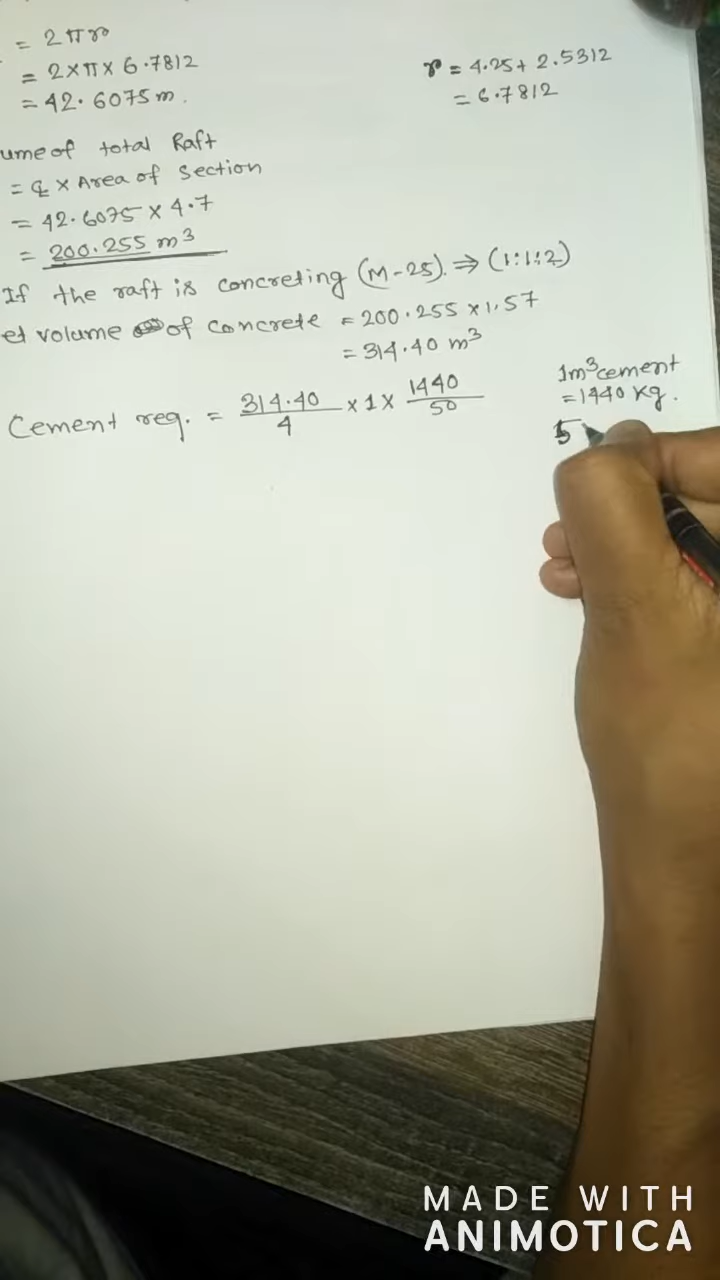 = 2πr
= 2×π× 6.7812
= 42.6075 m.
r = 4.25 + 2.5312
= 6.7812
ume of total Raft
= ℄ × Area of section
= 42.6075 × 4.7
= 200.255 m³
If the raft is concreting (M-25). ⇒ (1:1:2)
et volume of concrete = 200.255 × 1.57
= 314.40 m³
Cement req. = 314.40/4 × 1 × 1440/50
1m³ cement
= 1440 kg.
5
MADE WITH
ANIMOTICA